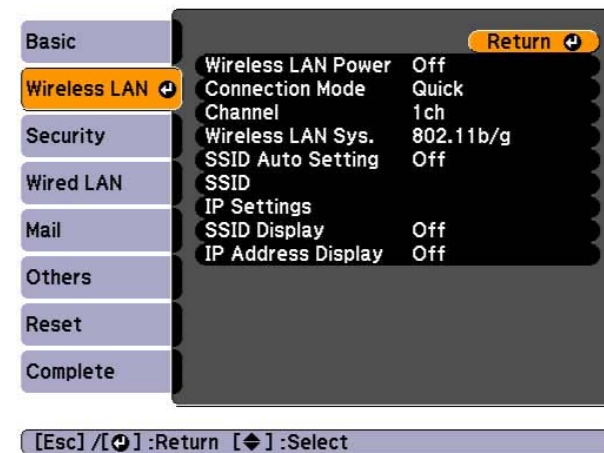 Basic
Wireless LAN
Security
Wired LAN
Mail
Others
Reset
Complete
Return
Wireless LAN Power Off
Connection Mode Quick
Channel 1ch
Wireless LAN Sys. 802.11b/g
SSID Auto Setting Off
SSID
IP Settings
SSID Display Off
IP Address Display Off
[Esc] /[⏎] :Return [◆] :Select